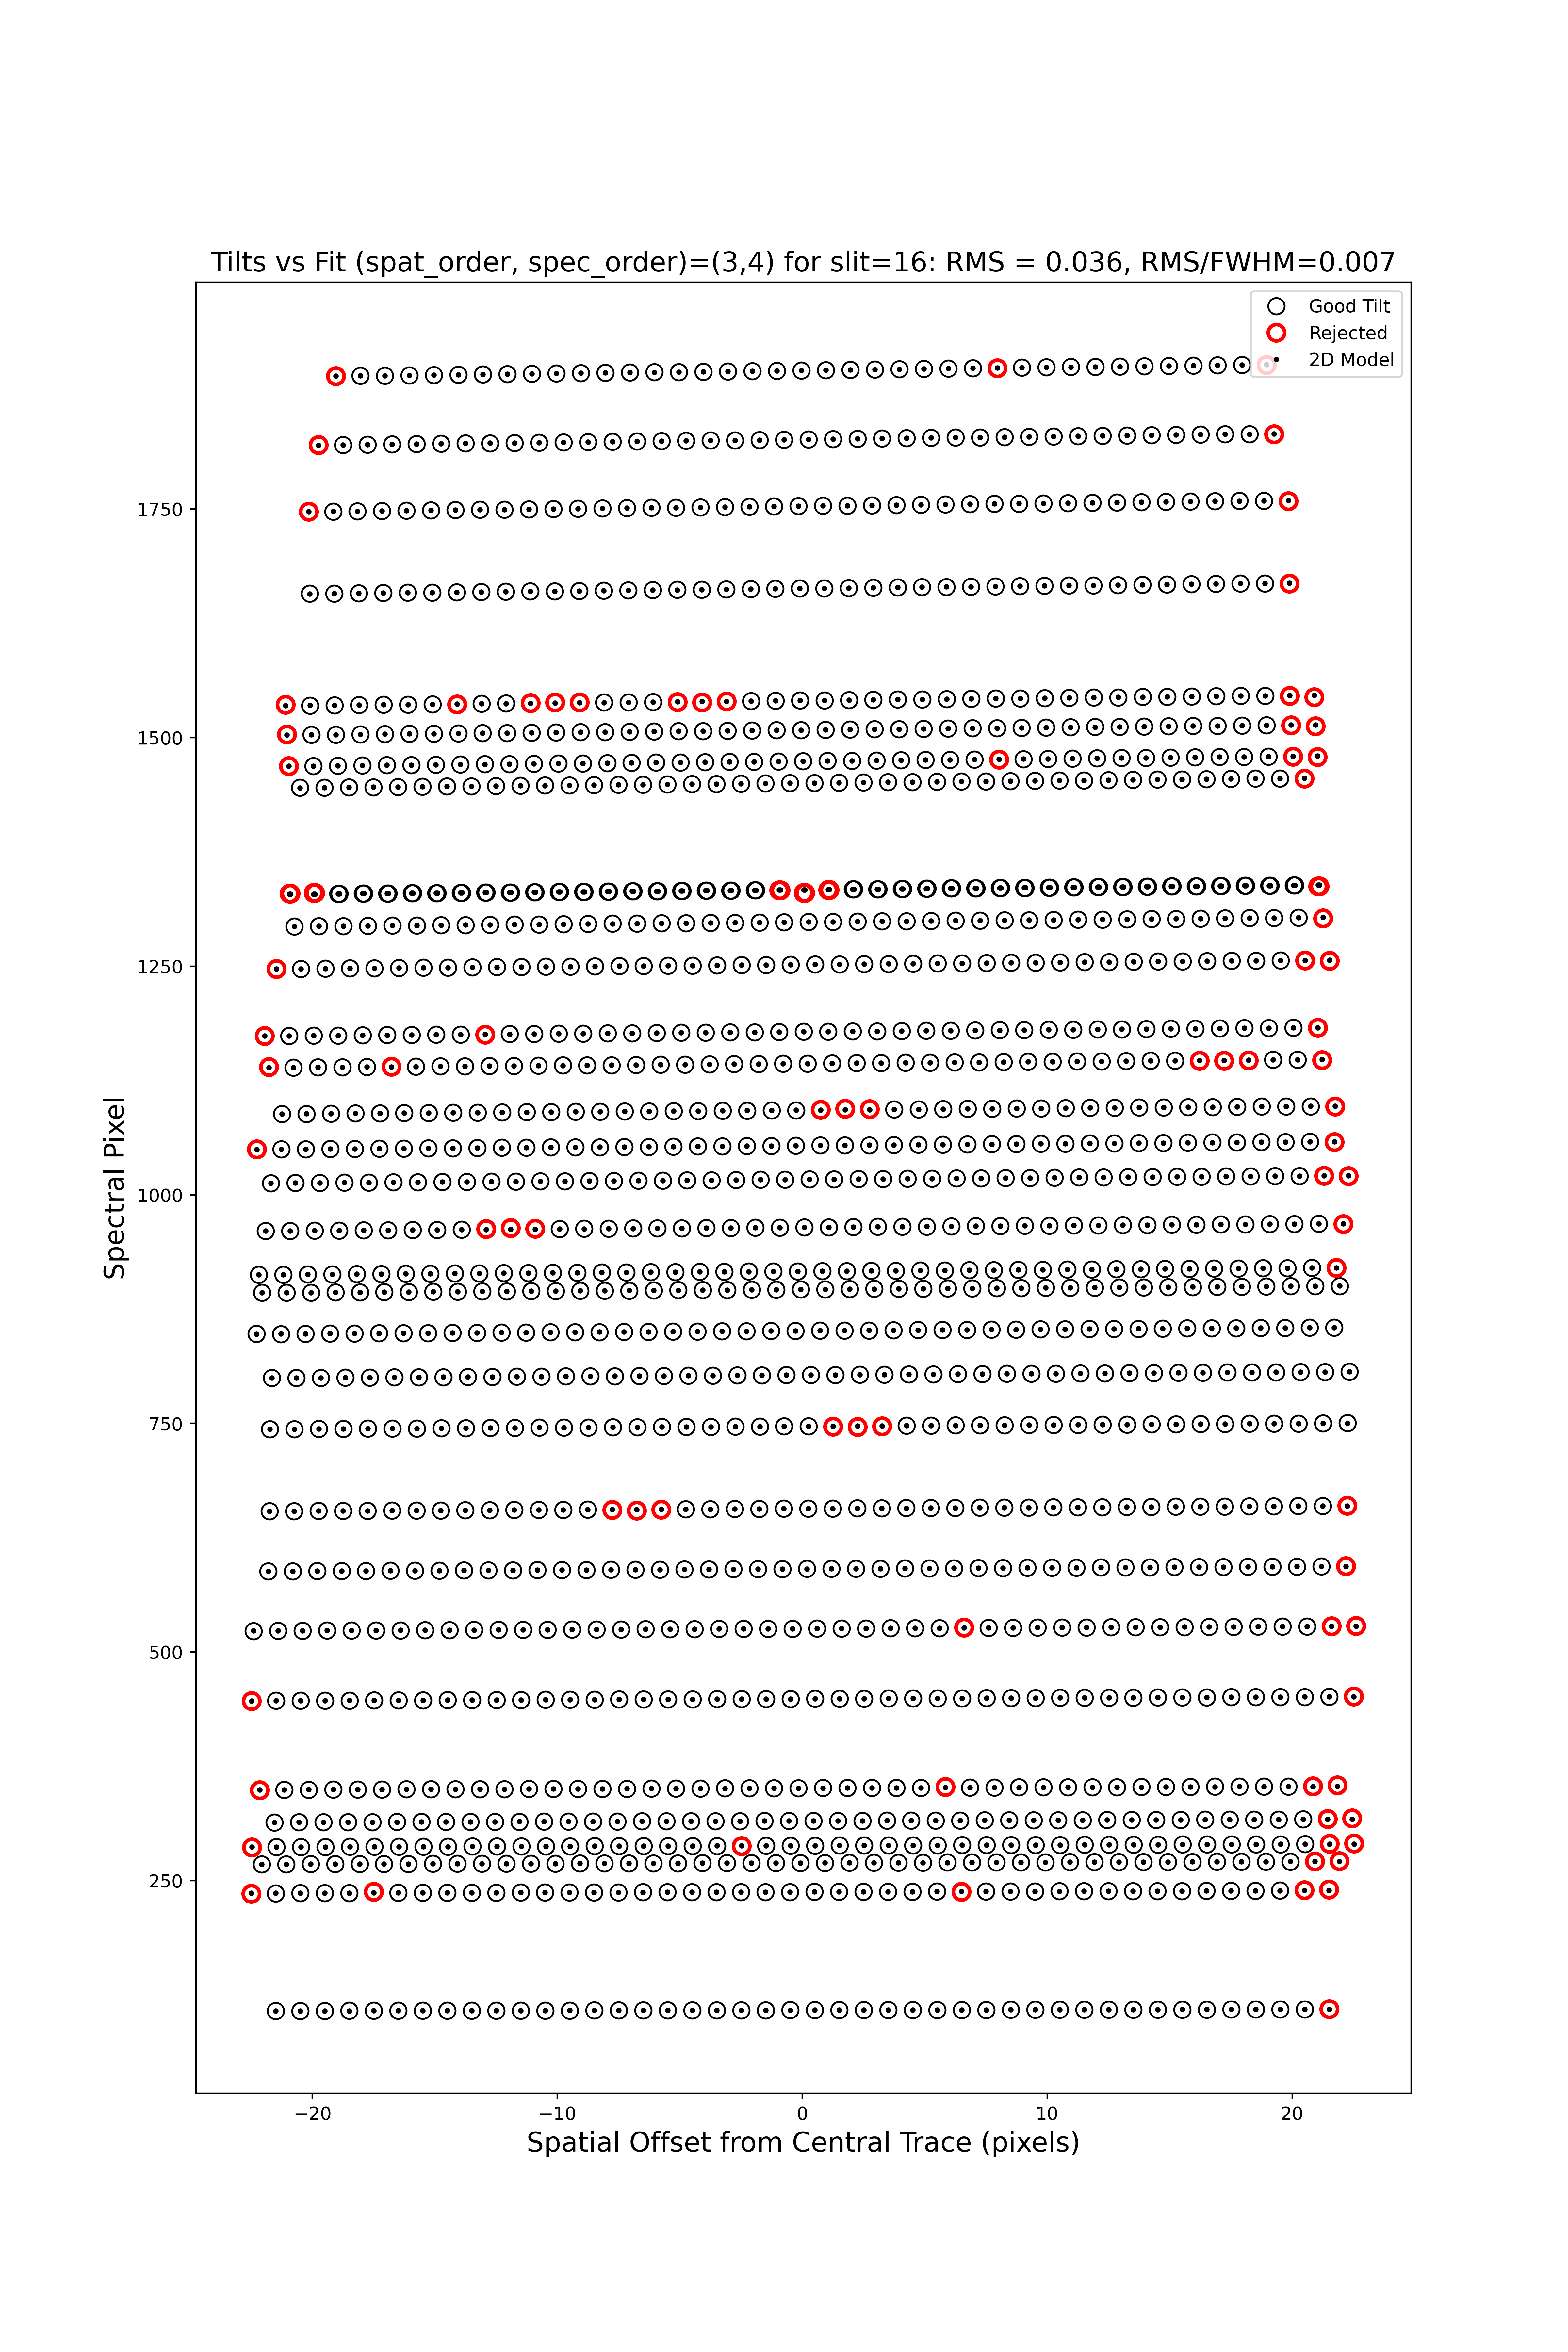 Tilts vs Fit (spat_order, spec_order)=(3,4) for slit=16: RMS = 0.036, RMS/FWHM=0.007
Good Tilt
Rejected
2D Model
1750
1500
1250
1000
750
500
250
Spectral Pixel
−20
−10
0
10
20
Spatial Offset from Central Trace (pixels)